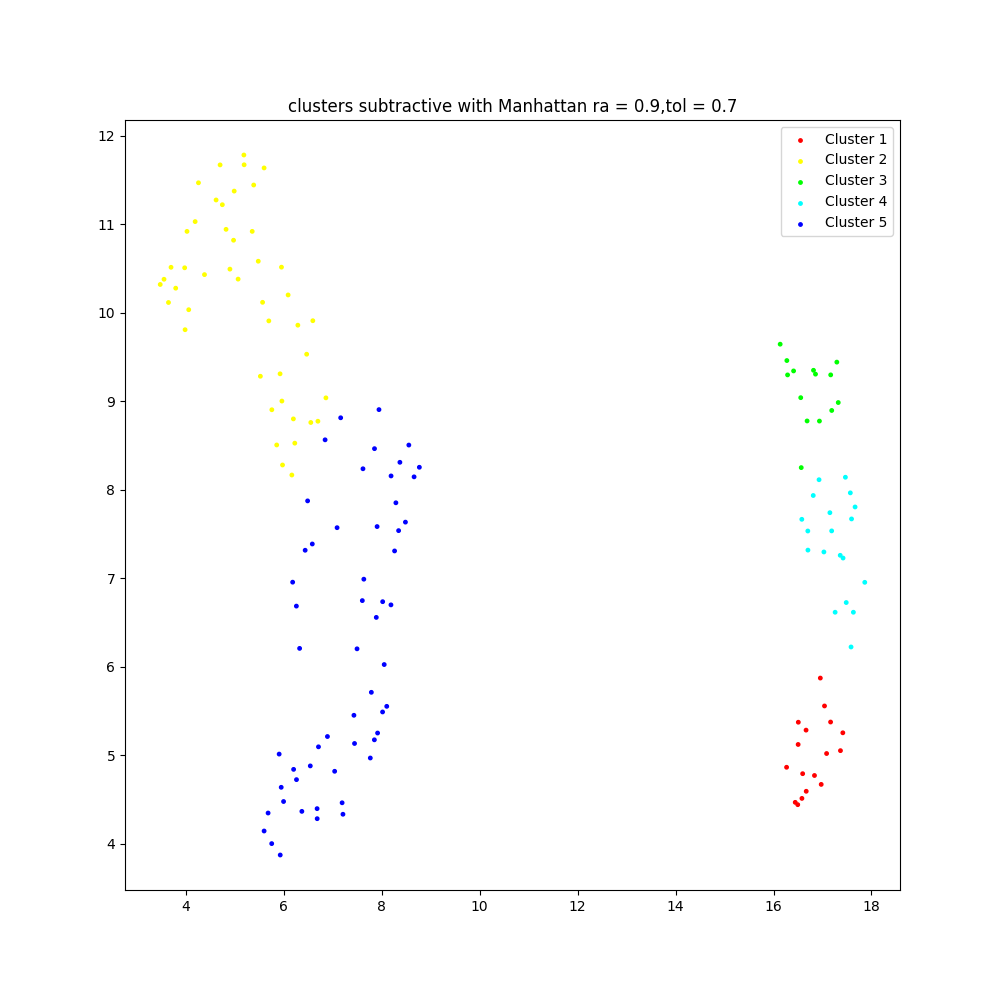 clusters subtractive with Manhattan ra = 0.9,tol = 0.7
12
11
10
9
8
7
6
5
4
4 6 8 10 12 14 16 18
Cluster 1
Cluster 2
Cluster 3
Cluster 4
Cluster 5